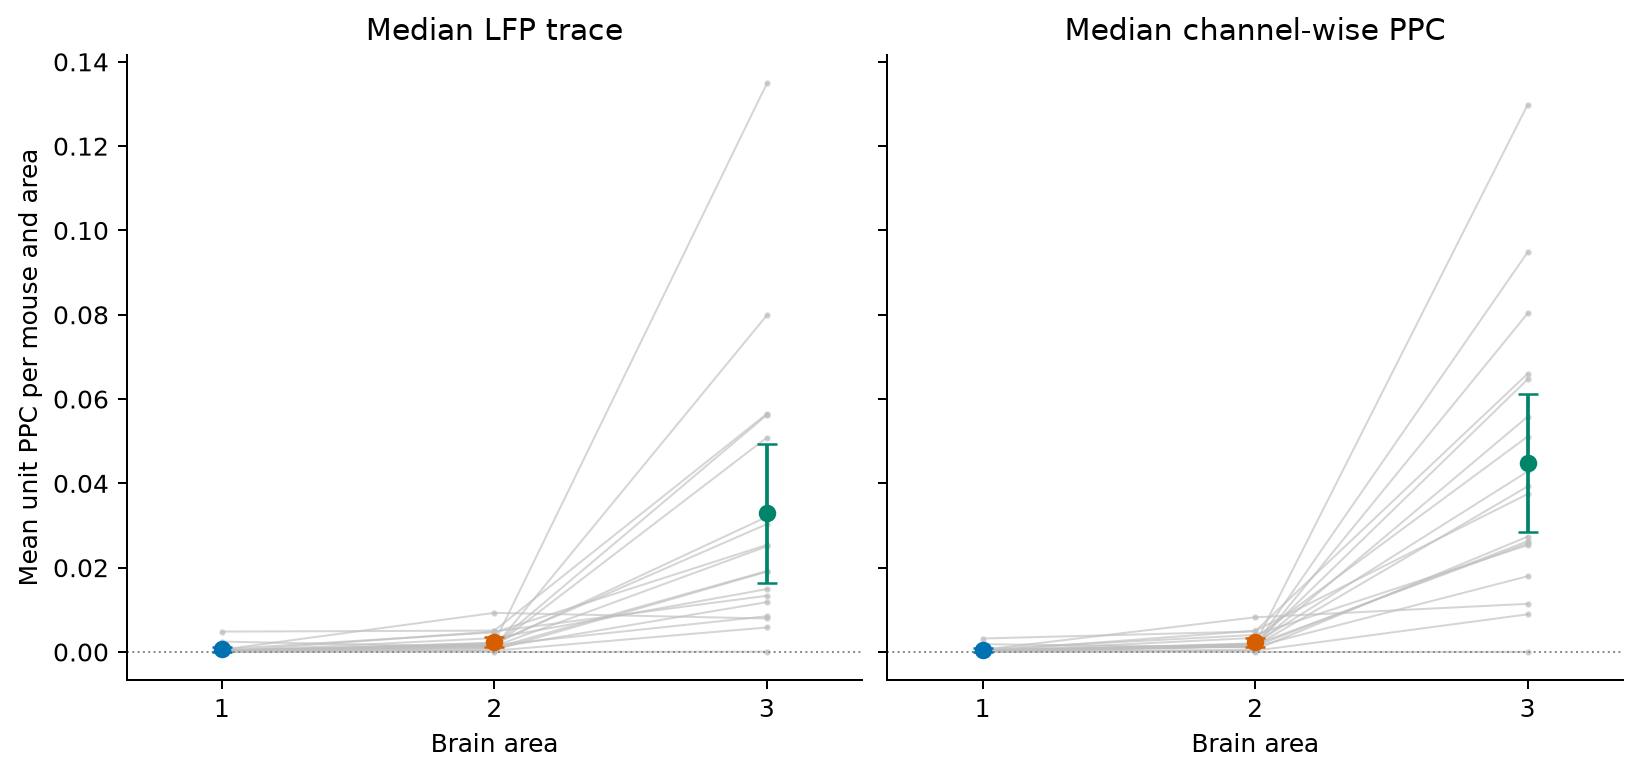 Median LFP trace
Median channel-wise PPC
Mean unit PPC per mouse and area
0.14
0.12
0.10
0.08
0.06
0.04
0.02
0.00
1
2
3
1
2
3
Brain area
Brain area